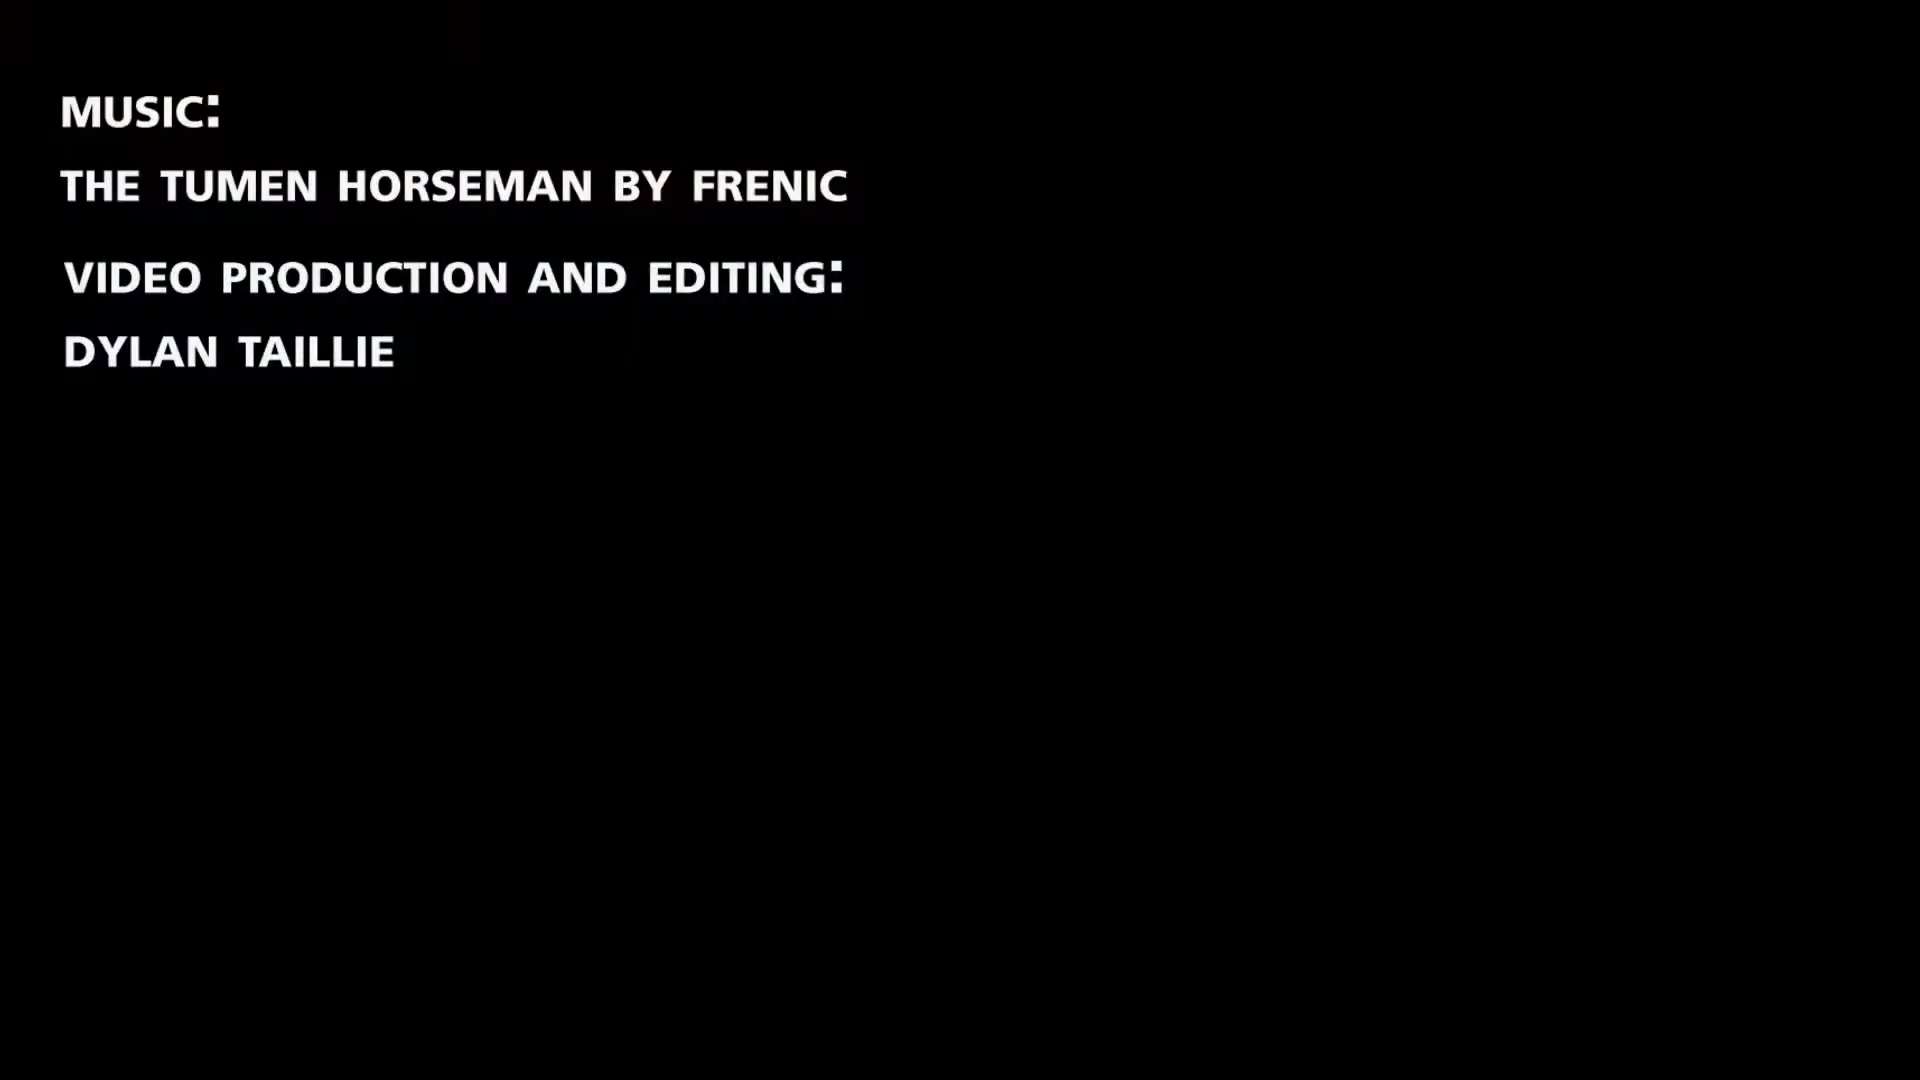 MUSIC:
THE TUMEN HORSEMAN BY FRENIC
VIDEO PRODUCTION AND EDITING:
DYLAN TAILLIE